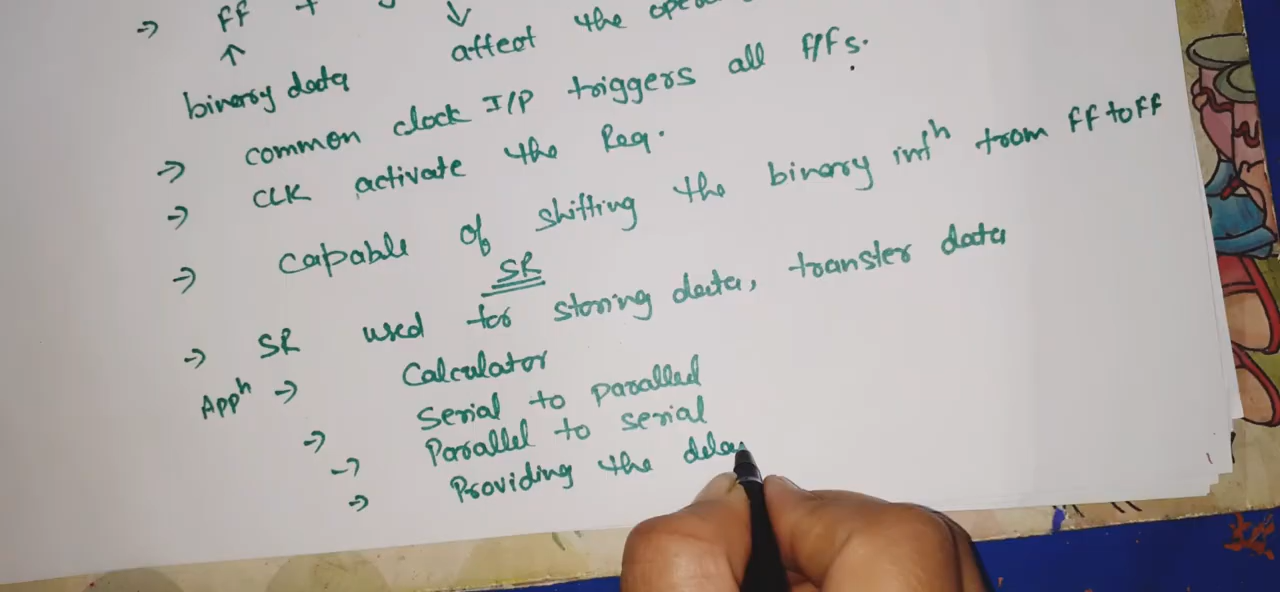 → FF +
↑ ↓ affect the
binary data
→ common clock I/P triggers all F/Fs.
→ CLK activate the Reg.
→ Capable of shifting the binary infⁿ from FF to FF
SR
→ SR used for storing data, transfer data
Appⁿ → Calculator
→ Serial to paralled
→ Parallel to serial
→ Providing the delay